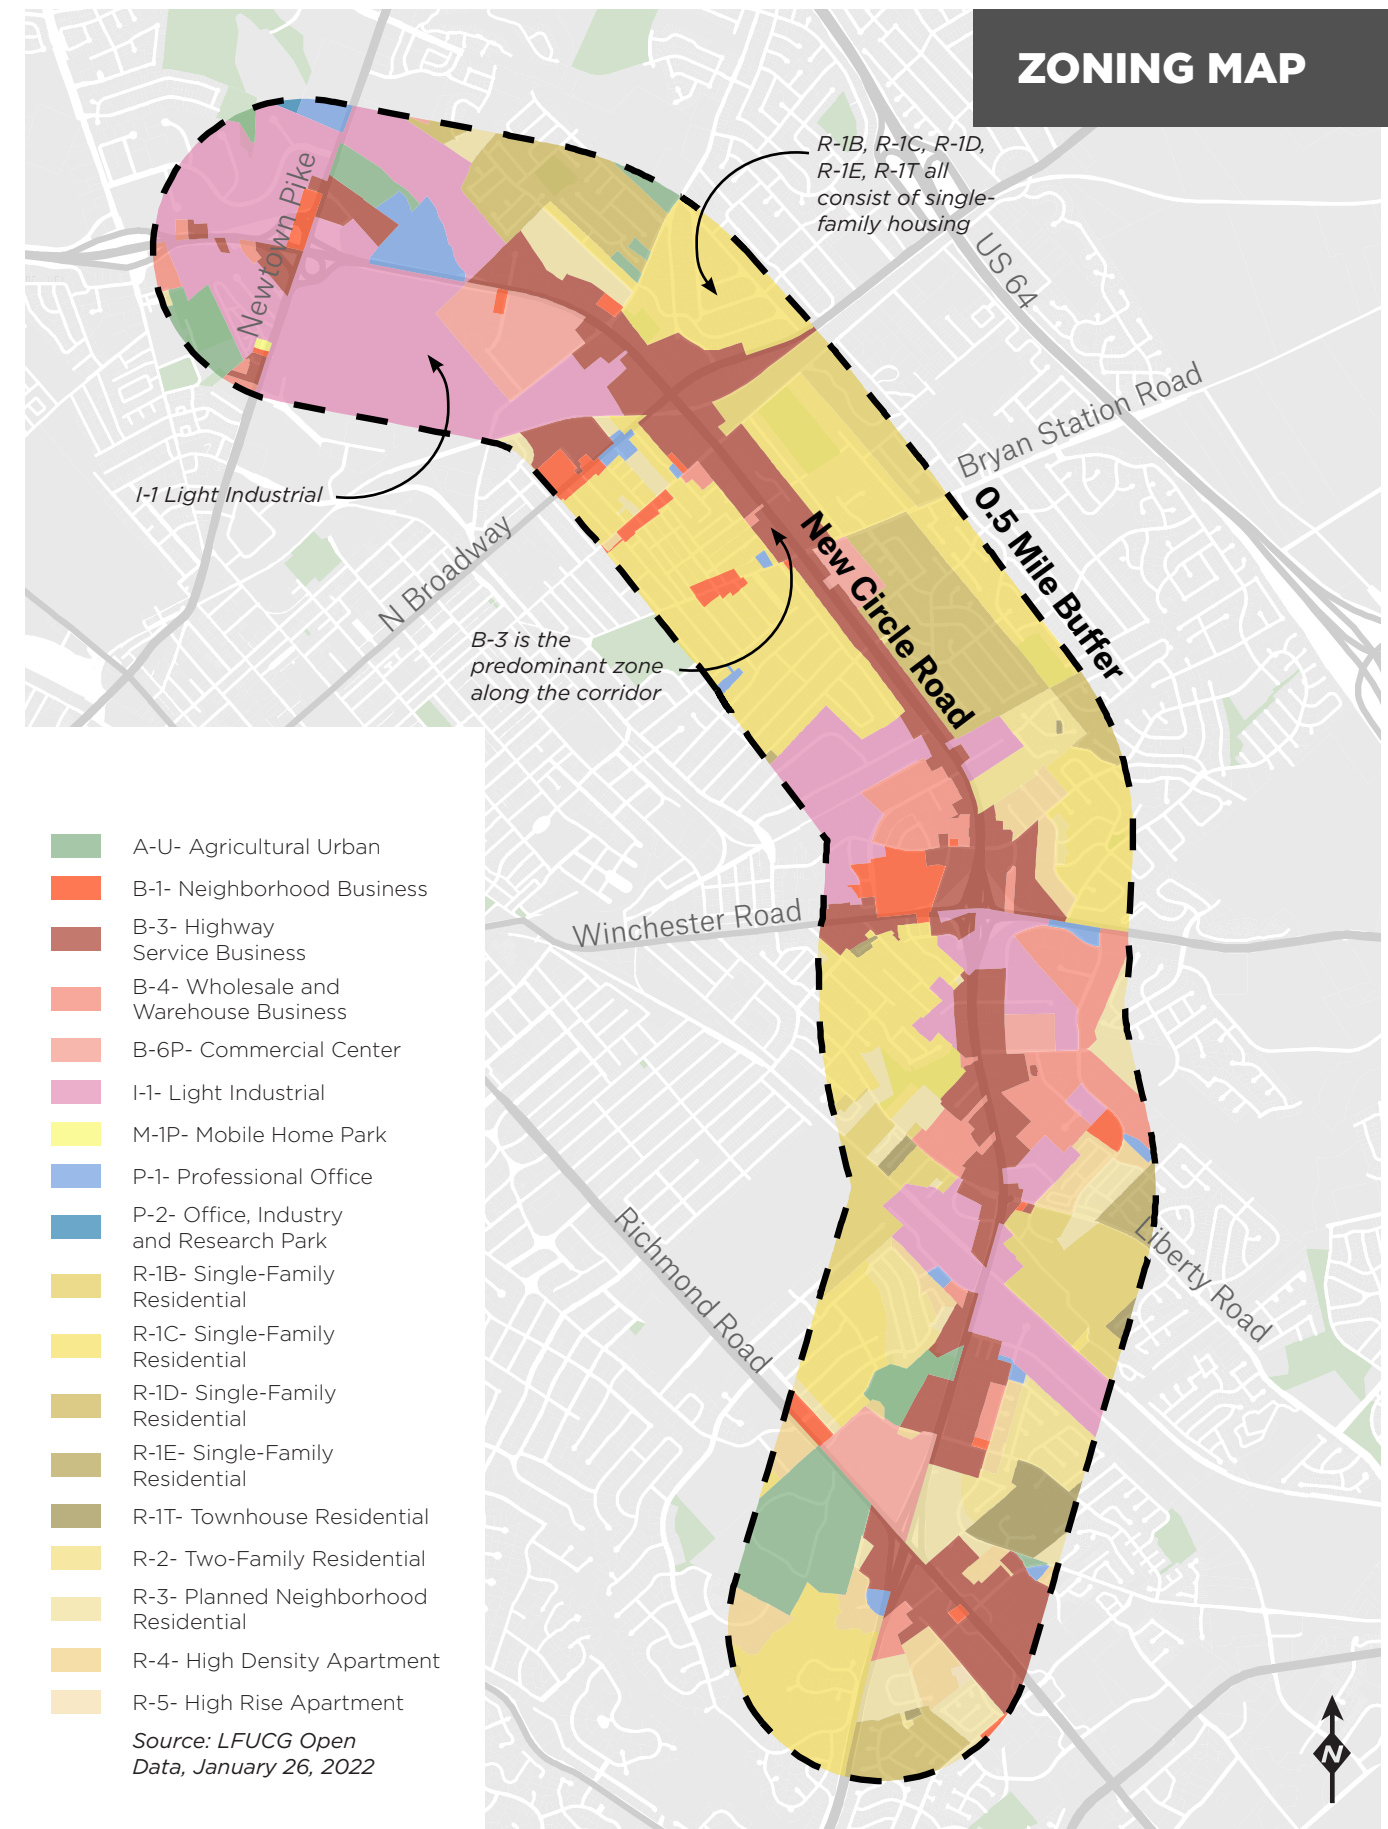 ZONING MAP
R-1B, R-1C, R-1D,
R-1E, R-1T all
consist of single-
family housing
Newtown Pike
US 64
Bryan Station Road
0.5 Mile Buffer
I-1 Light Industrial
N Broadway
New Circle Road
B-3 is the
predominant zone
along the corridor
Winchester Road
Richmond Road
Liberty Road
A-U- Agricultural Urban
B-1- Neighborhood Business
B-3- Highway
Service Business
B-4- Wholesale and
Warehouse Business
B-6P- Commercial Center
I-1- Light Industrial
M-1P- Mobile Home Park
P-1- Professional Office
P-2- Office, Industry
and Research Park
R-1B- Single-Family
Residential
R-1C- Single-Family
Residential
R-1D- Single-Family
Residential
R-1E- Single-Family
Residential
R-1T- Townhouse Residential
R-2- Two-Family Residential
R-3- Planned Neighborhood
Residential
R-4- High Density Apartment
R-5- High Rise Apartment
Source: LFUCG Open
Data, January 26, 2022
N